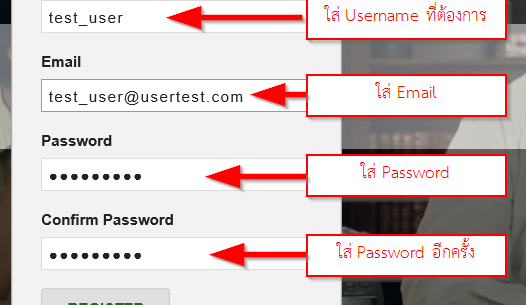 test_user
ใส่ Username ที่ต้องการ
Email
test_user@usertest.com
ใส่ Email
Password
●●●●●●●●●
ใส่ Password
Confirm Password
●●●●●●●●●
ใส่ Password อีกครั้ง
REGISTER